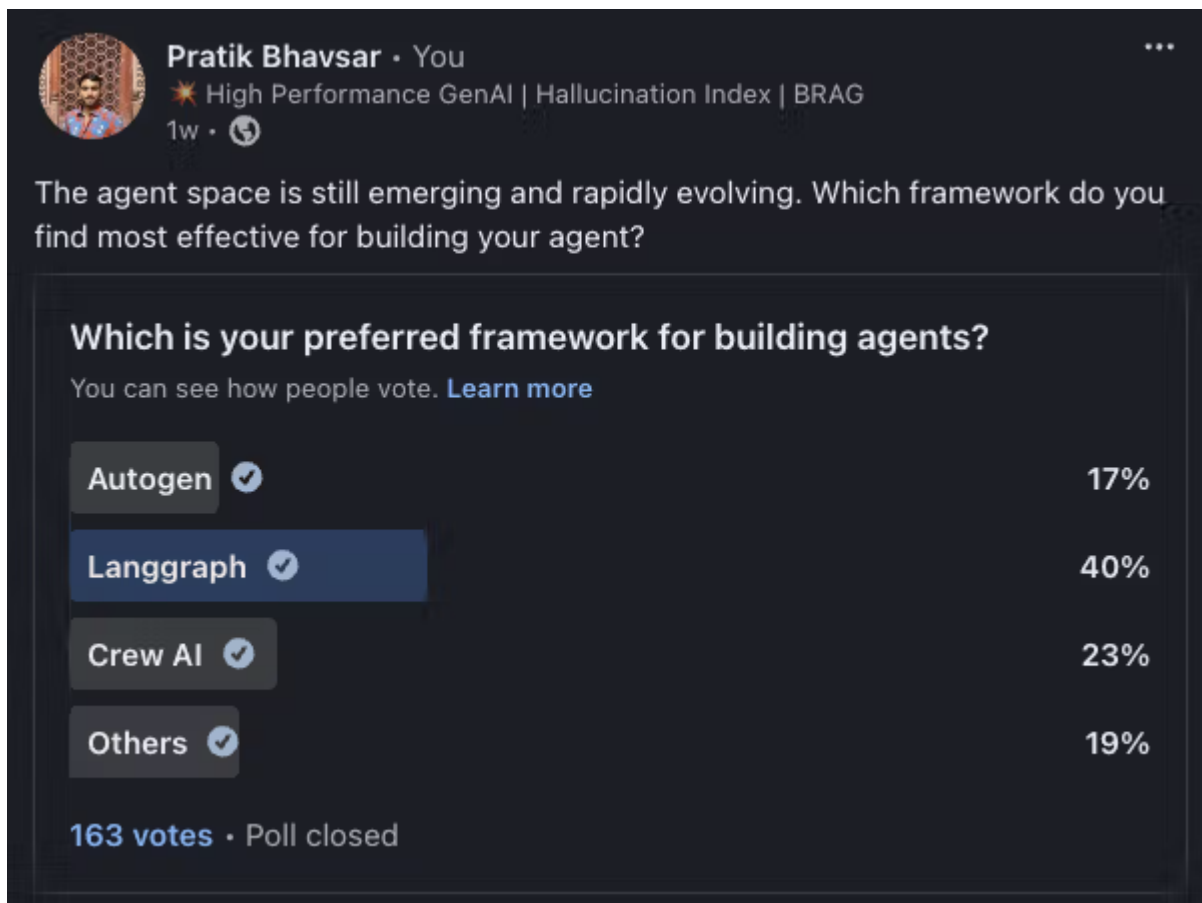 Pratik Bhavsar • You
💥 High Performance GenAI | Hallucination Index | BRAG
1w •
The agent space is still emerging and rapidly evolving. Which framework do you
find most effective for building your agent?
Which is your preferred framework for building agents?
You can see how people vote. Learn more
Autogen 17%
Langgraph 40%
Crew AI 23%
Others 19%
163 votes • Poll closed